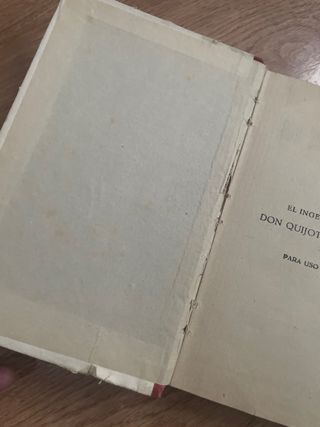 EL INGE
DON QUIJOT
PARA USO